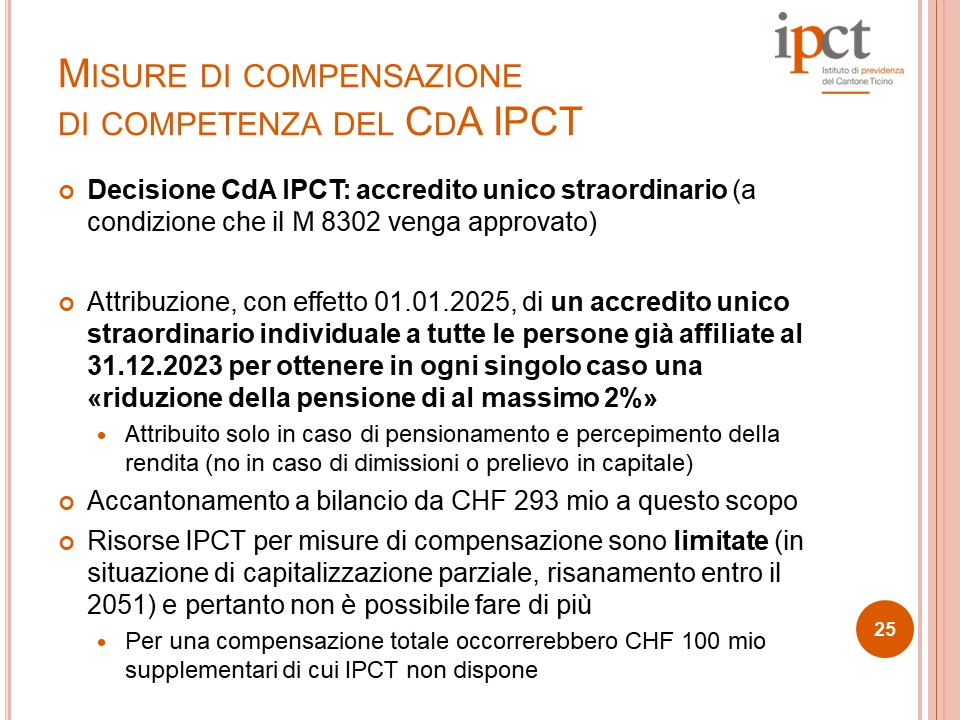 ipct
Istituto di previdenza
del Cantone Ticino
MISURE DI COMPENSAZIONE
DI COMPETENZA DEL CDA IPCT
Decisione CdA IPCT: accredito unico straordinario (a
condizione che il M 8302 venga approvato)
Attribuzione, con effetto 01.01.2025, di un accredito unico
straordinario individuale a tutte le persone già affiliate al
31.12.2023 per ottenere in ogni singolo caso una
«riduzione della pensione di al massimo 2%»
Attribuito solo in caso di pensionamento e percepimento della
rendita (no in caso di dimissioni o prelievo in capitale)
Accantonamento a bilancio da CHF 293 mio a questo scopo
Risorse IPCT per misure di compensazione sono limitate (in
situazione di capitalizzazione parziale, risanamento entro il
2051) e pertanto non è possibile fare di più
Per una compensazione totale occorrerebbero CHF 100 mio
supplementari di cui IPCT non dispone
25